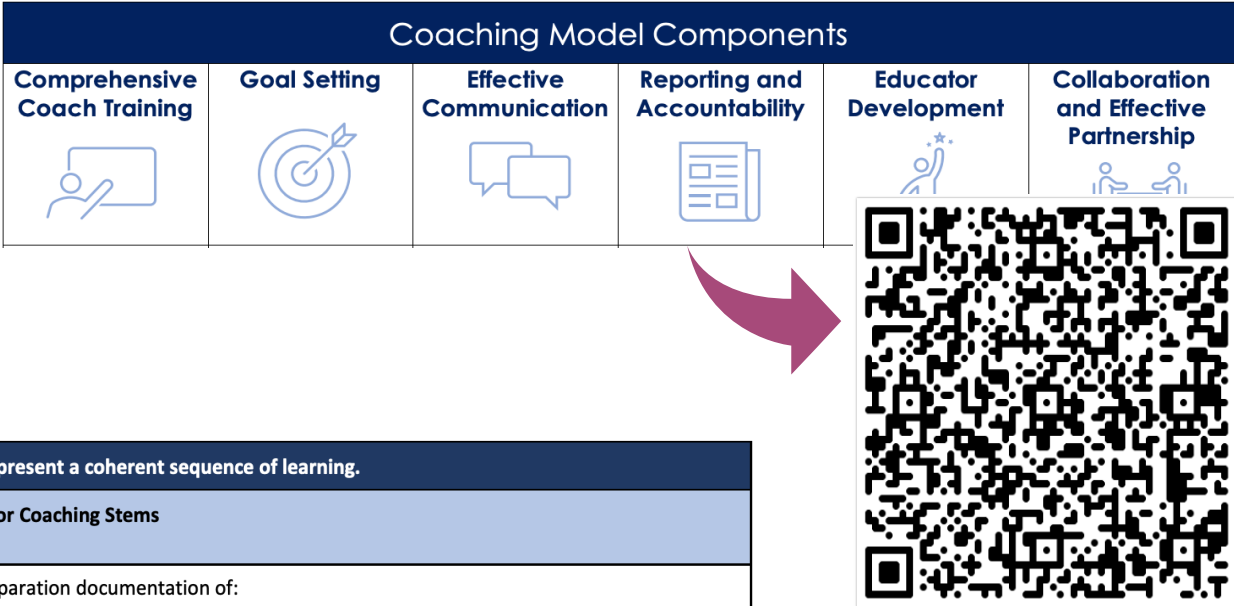 Coaching Model Components
Comprehensive
Coach Training
Goal Setting
Effective
Communication
Reporting and
Accountability
Educator
Development
Collaboration
and Effective
Partnership
present a coherent sequence of learning.
or Coaching Stems
paration documentation of: